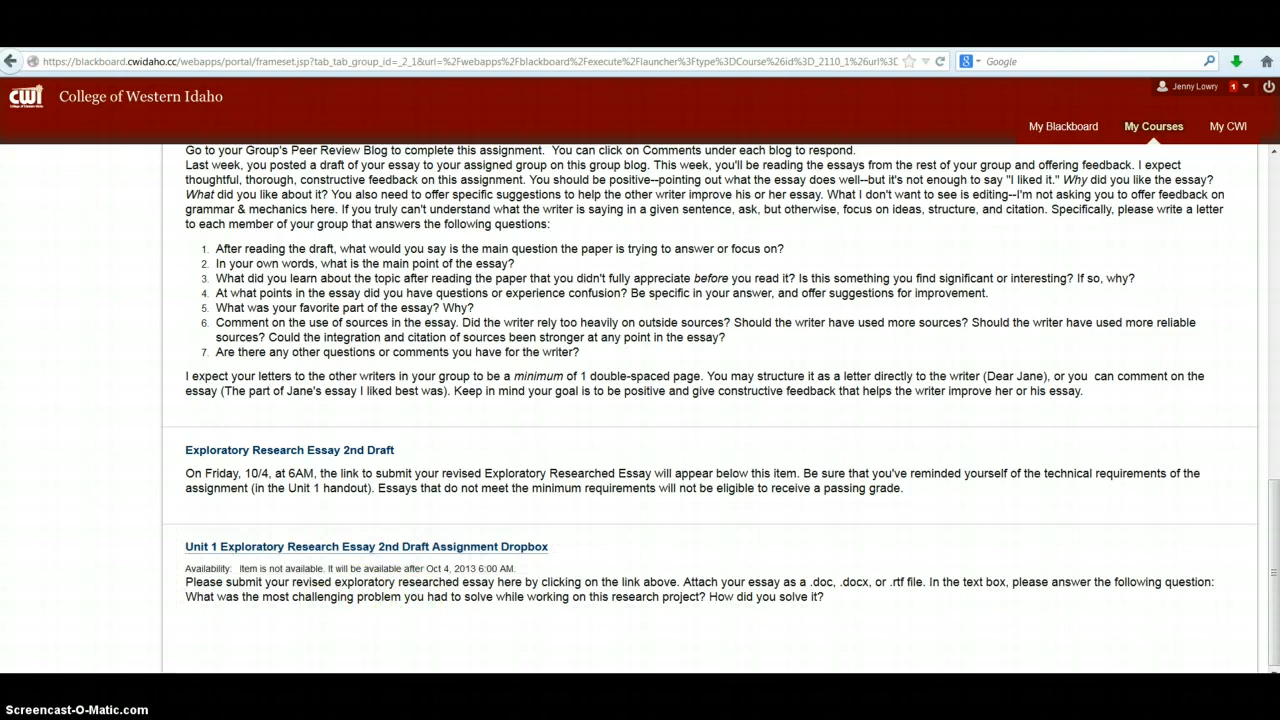 https://blackboard.cwidaho.cc/webapps/portal/frameset.jsp?tab_tab_group_id=_2_1&url=%2Fwebapps%2Fblackboard%2Fexecute%2Flauncher%3Ftype%3DCourse%26id%3D_2110_1%26url%3D
Google
CWI
College of Western Idaho
College of Western Idaho
Jenny Lowry 1
My Blackboard My Courses My CWI
Go to your Group's Peer Review Blog to complete this assignment. You can click on Comments under each blog to respond.
Last week, you posted a draft of your essay to your assigned group on this group blog. This week, you'll be reading the essays from the rest of your group and offering feedback. I expect
thoughtful, thorough, constructive feedback on this assignment. You should be positive--pointing out what the essay does well--but it's not enough to say "I liked it." Why did you like the essay?
What did you like about it? You also need to offer specific suggestions to help the other writer improve his or her essay. What I don't want to see is editing--I'm not asking you to offer feedback on
grammar & mechanics here. If you truly can't understand what the writer is saying in a given sentence, ask, but otherwise, focus on ideas, structure, and citation. Specifically, please write a letter
to each member of your group that answers the following questions:
1. After reading the draft, what would you say is the main question the paper is trying to answer or focus on?
2. In your own words, what is the main point of the essay?
3. What did you learn about the topic after reading the paper that you didn't fully appreciate before you read it? Is this something you find significant or interesting? If so, why?
4. At what points in the essay did you have questions or experience confusion? Be specific in your answer, and offer suggestions for improvement.
5. What was your favorite part of the essay? Why?
6. Comment on the use of sources in the essay. Did the writer rely too heavily on outside sources? Should the writer have used more sources? Should the writer have used more reliable
sources? Could the integration and citation of sources been stronger at any point in the essay?
7. Are there any other questions or comments you have for the writer?
I expect your letters to the other writers in your group to be a minimum of 1 double-spaced page. You may structure it as a letter directly to the writer (Dear Jane), or you can comment on the
essay (The part of Jane's essay I liked best was). Keep in mind your goal is to be positive and give constructive feedback that helps the writer improve her or his essay.
Exploratory Research Essay 2nd Draft
On Friday, 10/4, at 6AM, the link to submit your revised Exploratory Researched Essay will appear below this item. Be sure that you've reminded yourself of the technical requirements of the
assignment (in the Unit 1 handout). Essays that do not meet the minimum requirements will not be eligible to receive a passing grade.
Unit 1 Exploratory Research Essay 2nd Draft Assignment Dropbox
Availability: Item is not available. It will be available after Oct 4, 2013 6:00 AM.
Please submit your revised exploratory researched essay here by clicking on the link above. Attach your essay as a .doc, .docx, or .rtf file. In the text box, please answer the following question:
What was the most challenging problem you had to solve while working on this research project? How did you solve it?
Screencast-O-Matic.com